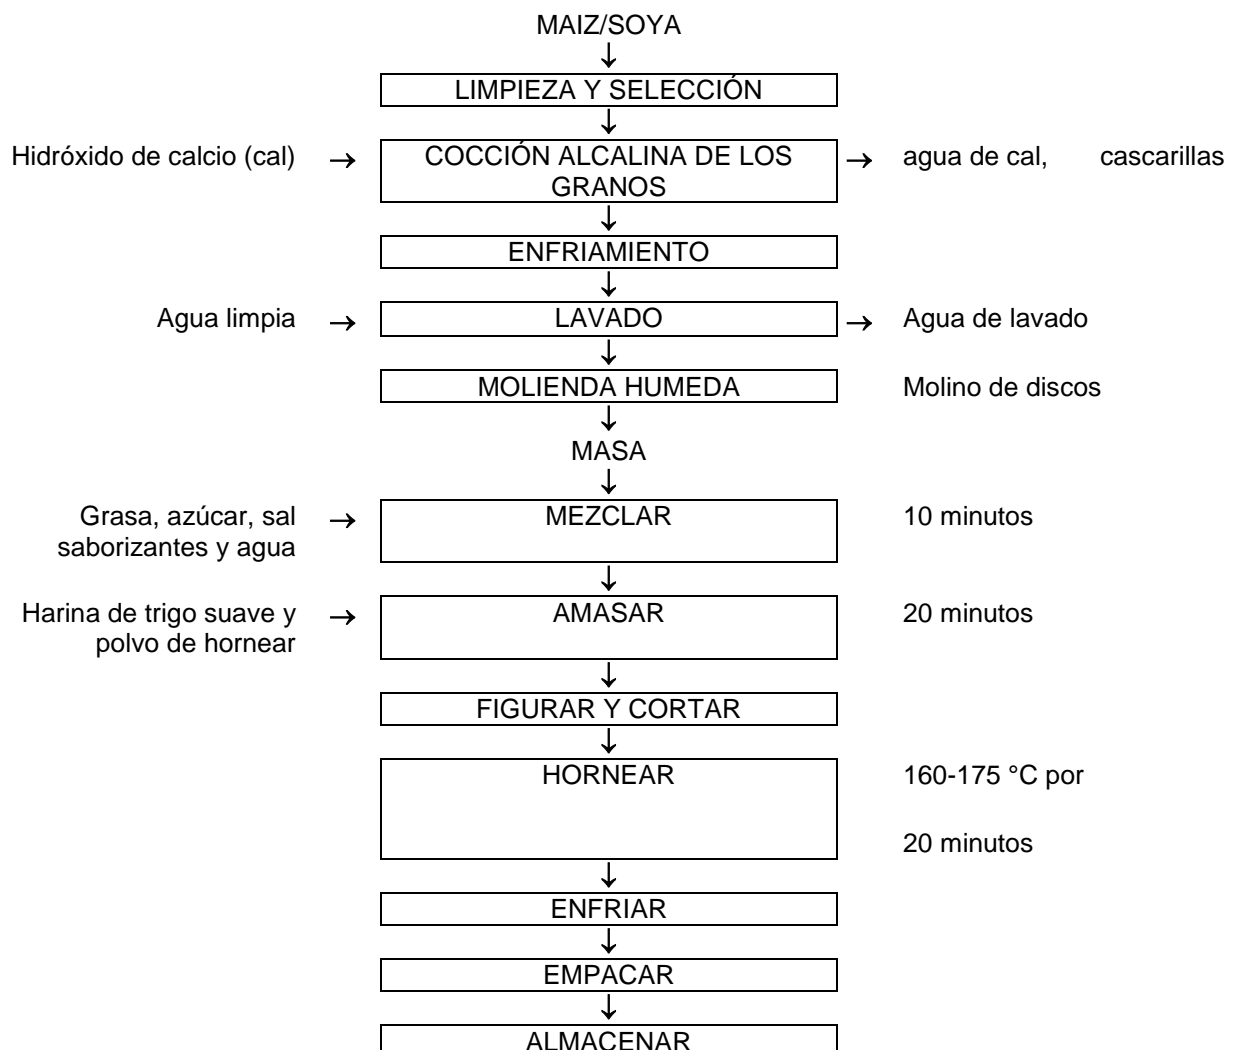 MAIZ/SOYA
↓
LIMPIEZA Y SELECCIÓN
↓
Hidróxido de calcio (cal) → COCCIÓN ALCALINA DE LOS → agua de cal, cascarillas
GRANOS
↓
ENFRIAMIENTO
↓
Agua limpia → LAVADO → Agua de lavado
↓
MOLIENDA HUMEDA Molino de discos
↓
MASA
↓
Grasa, azúcar, sal → MEZCLAR 10 minutos
saborizantes y agua
↓
Harina de trigo suave y → AMASAR 20 minutos
polvo de hornear
↓
FIGURAR Y CORTAR
↓
HORNEAR 160-175 °C por
20 minutos
↓
ENFRIAR
↓
EMPACAR
↓
ALMACENAR